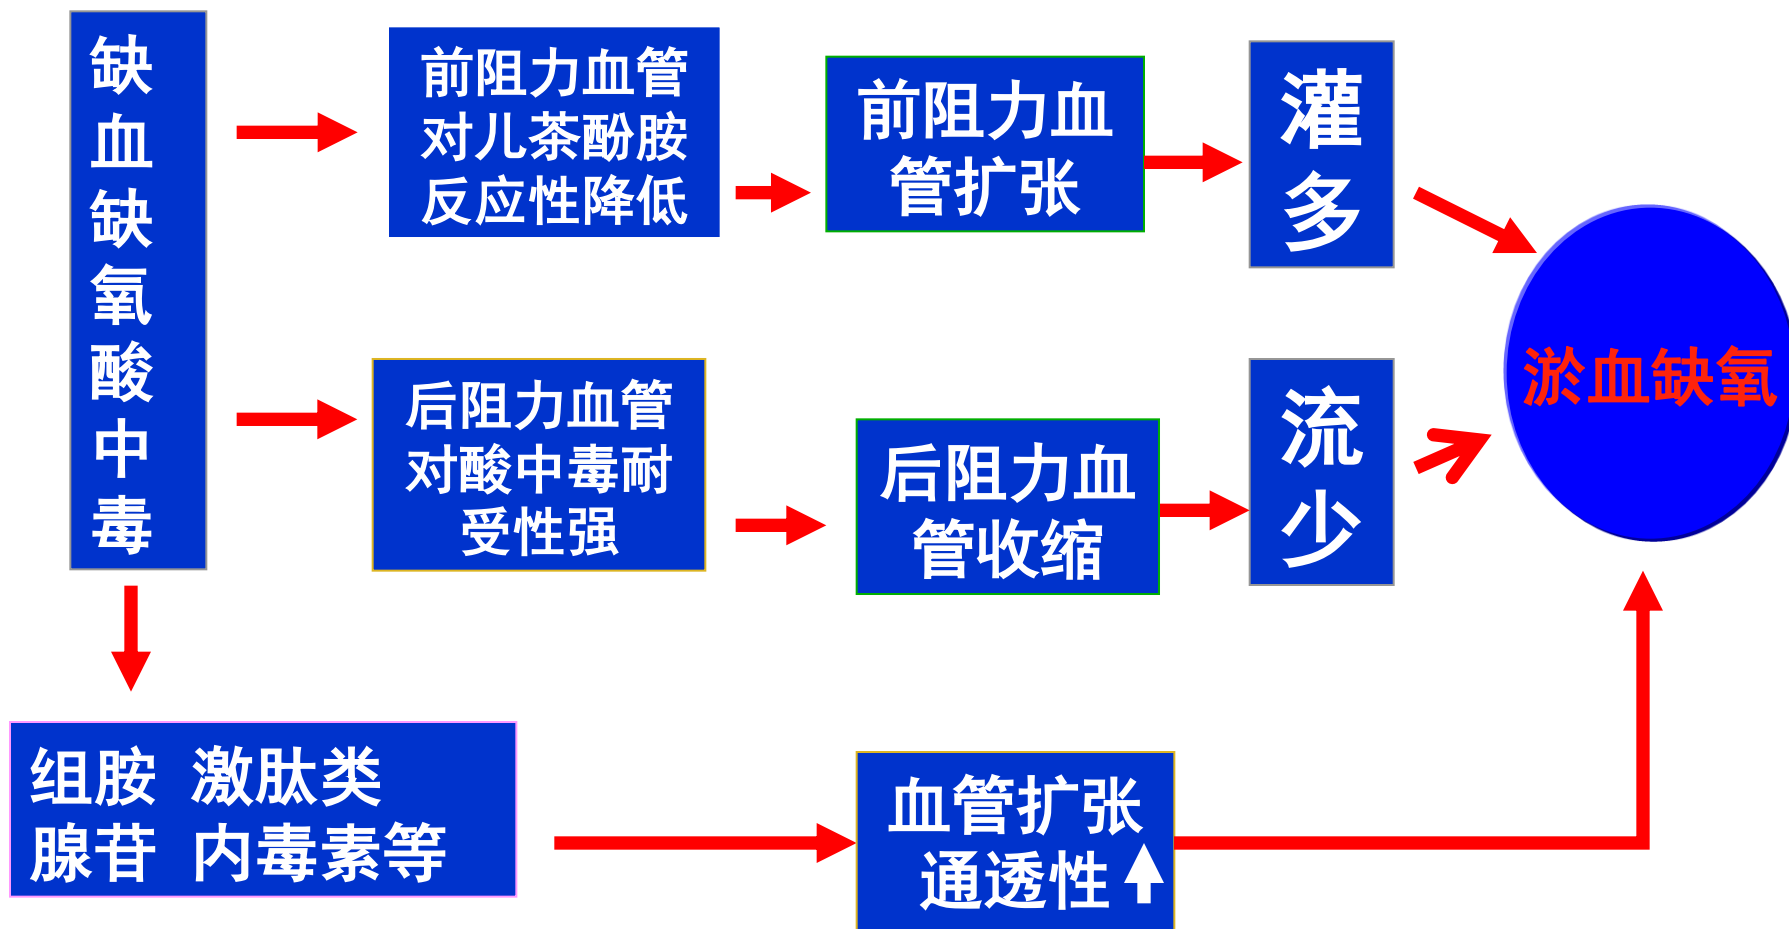 缺
血
缺
氧
酸
中
毒
前阻力血管
对儿茶酚胺
反应性降低
前阻力血
管扩张
灌
多
后阻力血管
对酸中毒耐
受性强
后阻力血
管收缩
流
少
淤血缺氧
组胺 激肽类
腺苷 内毒素等
血管扩张
通透性